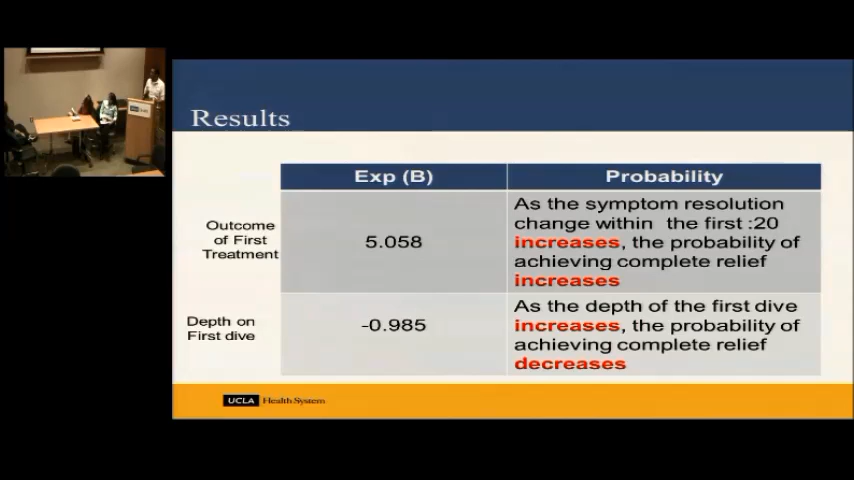 Results
Exp (B)
Probability
Outcome
of First
Treatment
5.058
As the symptom resolution
change within the first :20
increases, the probability of
achieving complete relief
increases
Depth on
First dive
-0.985
As the depth of the first dive
increases, the probability of
achieving complete relief
decreases
UCLA Health System